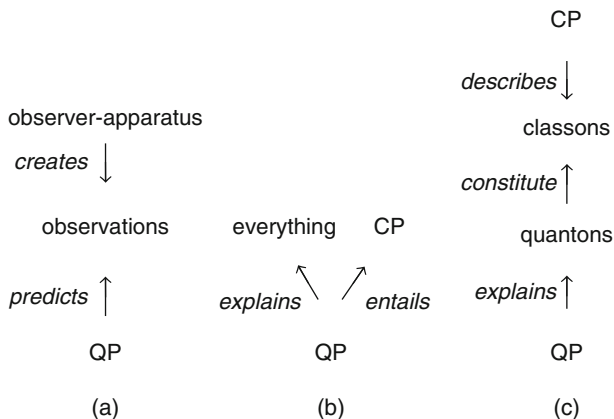 observer-apparatus
creates
observations
predicts
QP
(a)
everything CP
explains entails
QP
(b)
CP
describes
classons
constitute
quantons
explains
QP
(c)